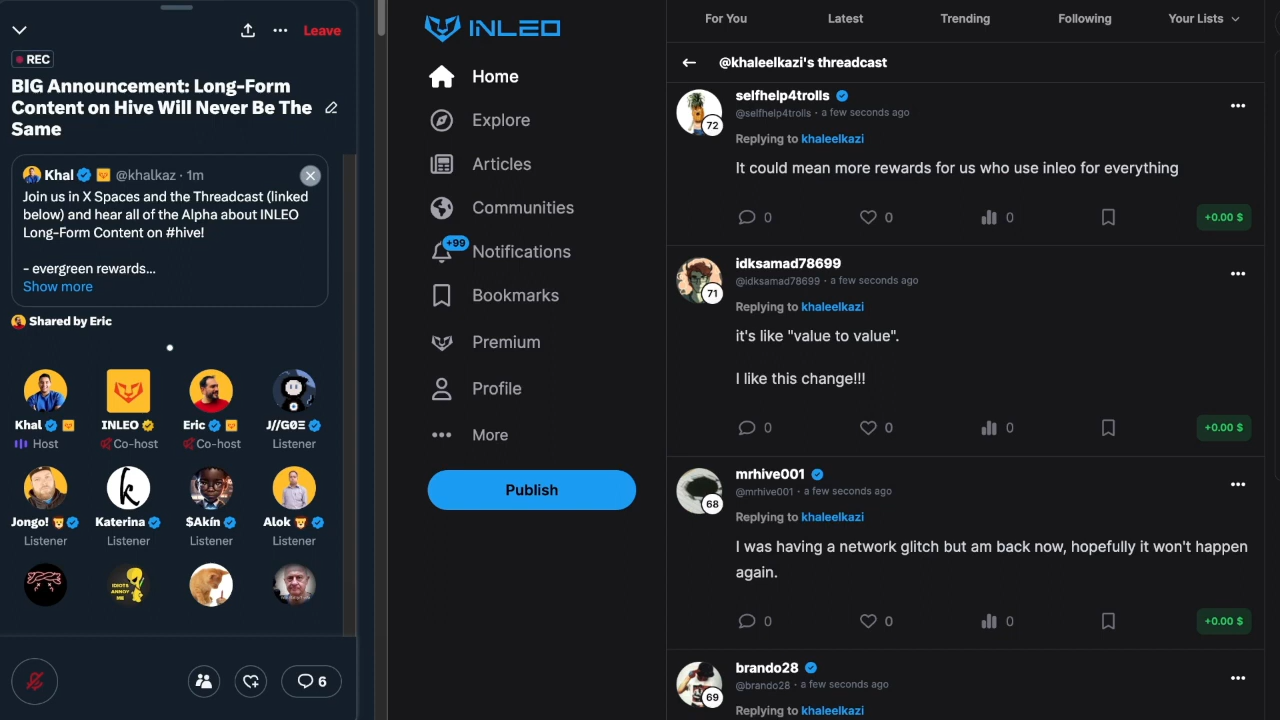 Leave
REC
BIG Announcement: Long-Form
Content on Hive Will Never Be The
Same
Khal @khalkaz · 1m
Join us in X Spaces and the Threadcast (linked
below) and hear all of the Alpha about INLEO
Long-Form Content on #hive!
- evergreen rewards...
Show more
Shared by Eric
Khal INLEO Eric J//GØΞ
Host Co-host Co-host Listener
Jongo! Katerina $Akín Alok
Listener Listener Listener Listener
IDIOTS
ANNOY
ME
6
INLEO
Home
Explore
Articles
Communities
+99
Notifications
Bookmarks
Premium
Profile
More
Publish
For You Latest Trending Following Your Lists
@khaleelkazi's threadcast
selfhelp4trolls
72
@selfhelp4trolls · a few seconds ago
Replying to khaleelkazi
It could mean more rewards for us who use inleo for everything
0 0 0 +0.00 $
idksamad78699
71
@idksamad78699 · a few seconds ago
Replying to khaleelkazi
it's like "value to value".
I like this change!!!
0 0 0 +0.00 $
mrhive001
68
@mrhive001 · a few seconds ago
Replying to khaleelkazi
I was having a network glitch but am back now, hopefully it won't happen
again.
0 0 0 +0.00 $
brando28
69
@brando28 · a few seconds ago
Replying to khaleelkazi